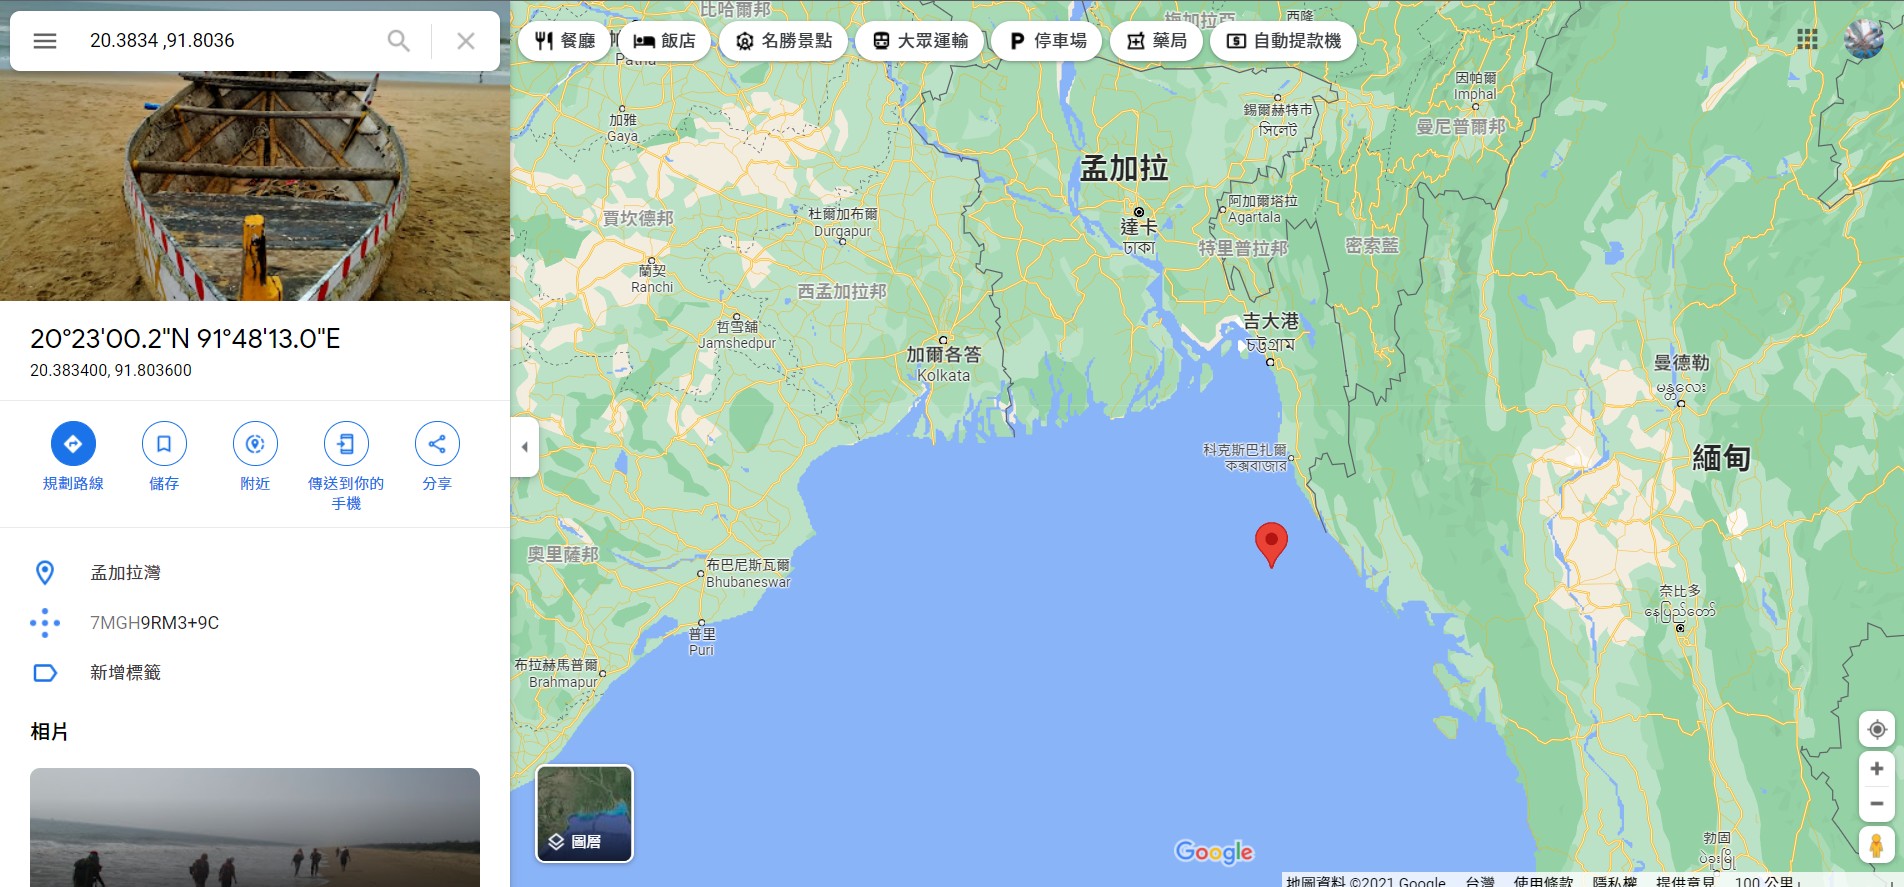 20.3834 ,91.8036
20°23'00.2"N 91°48'13.0"E
20.383400, 91.803600
規劃路線
儲存
附近
傳送到你的
手機
分享
孟加拉灣
7MGH9RM3+9C
新增標籤
相片
餐廳
飯店
名勝景點
大眾運輸
停車場
藥局
自動提款機
比哈爾邦
梅加拉亞
西隆
Patna
因帕爾
Imphal
曼尼普爾邦
加雅
Gaya
錫爾赫特市
সিলেট
孟加拉
達卡
ঢাকা
阿加爾塔拉
Agartala
特里普拉邦
密索藍
賈坎德邦
杜爾加布爾
Durgapur
蘭契
Ranchi
西孟加拉邦
哲雪舖
Jamshedpur
加爾各答
Kolkata
吉大港
চট্টগ্রাম
曼德勒
မန္တလေး
科克斯巴扎爾
কক্সবাজার
緬甸
奧里薩邦
布巴尼斯瓦爾
Bhubaneswar
奈比多
နေပြည်တော်
普里
Puri
布拉赫馬普爾
Brahmapur
圖層
勃固
ပဲခူးမြို့
Google
地圖資料 ©2021 Google 台灣 使用條款 隱私權 提供意見 100 公里